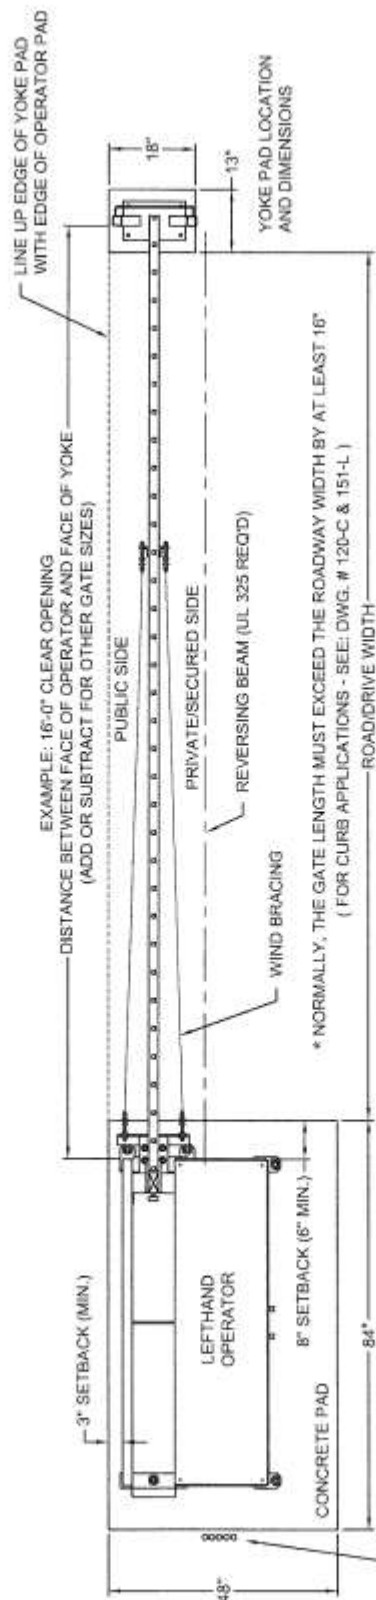 LINE UP EDGE OF YOKE PAD
WITH EDGE OF OPERATOR PAD
EXAMPLE: 16'-0" CLEAR OPENING
DISTANCE BETWEEN FACE OF OPERATOR AND FACE OF YOKE
(ADD OR SUBTRACT FOR OTHER GATE SIZES)
18"
13"
YOKE PAD LOCATION
AND DIMENSIONS
PUBLIC SIDE
PRIVATE/SECURED SIDE
REVERSING BEAM (UL 325 REQ'D)
WIND BRACING
* NORMALLY, THE GATE LENGTH MUST EXCEED THE ROADWAY WIDTH BY AT LEAST 16"
( FOR CURB APPLICATIONS - SEE: DWG. # 120-C & 151-L )
ROAD/DRIVE WIDTH
3" SETBACK (MIN.)
LEFTHAND
OPERATOR
8" SETBACK (6" MIN.)
CONCRETE PAD
84"
48"